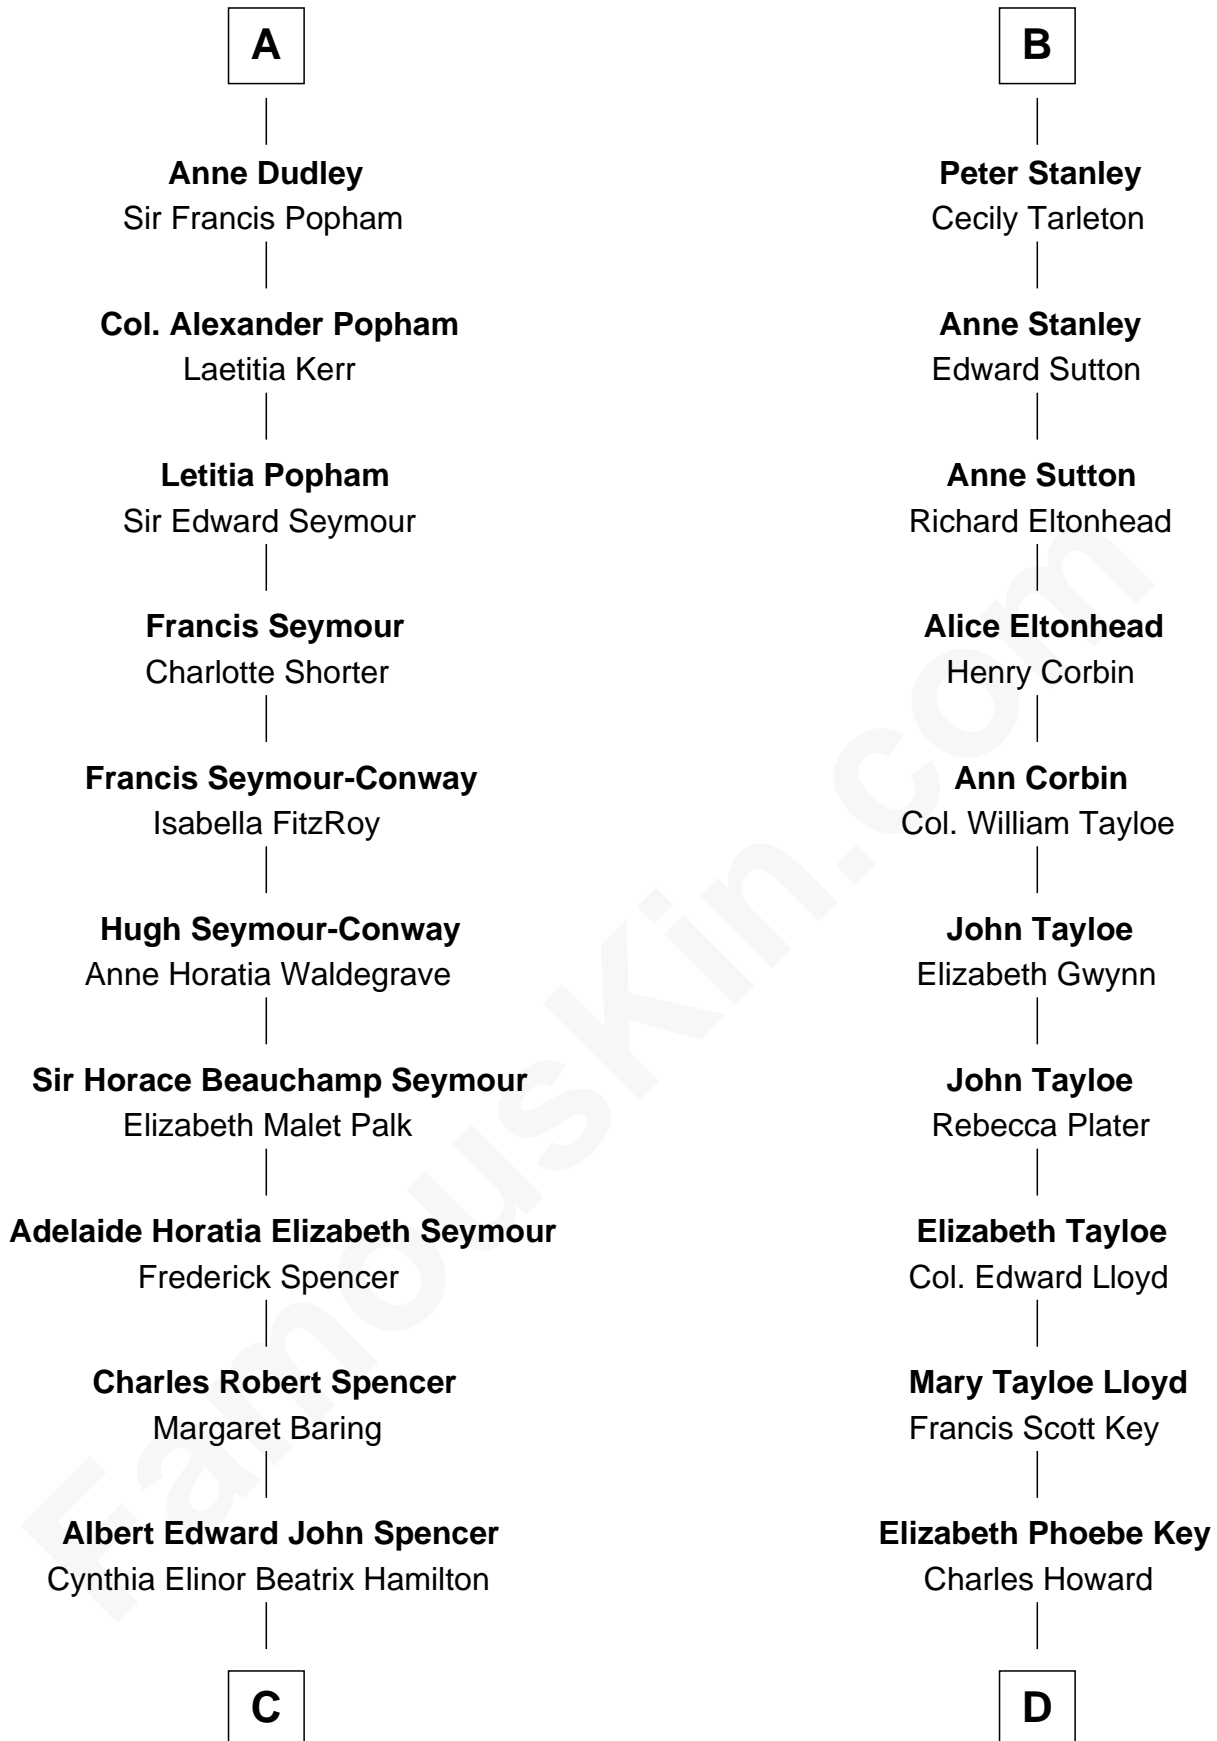 A
Anne Dudley
Sir Francis Popham
Col. Alexander Popham
Laetitia Kerr
Letitia Popham
Sir Edward Seymour
Francis Seymour
Charlotte Shorter
Francis Seymour-Conway
Isabella FitzRoy
Hugh Seymour-Conway
Anne Horatia Waldegrave
Sir Horace Beauchamp Seymour
Elizabeth Malet Palk
Adelaide Horatia Elizabeth Seymour
Frederick Spencer
Charles Robert Spencer
Margaret Baring
Albert Edward John Spencer
Cynthia Elinor Beatrix Hamilton
C
B
Peter Stanley
Cecily Tarleton
Anne Stanley
Edward Sutton
Anne Sutton
Richard Eltonhead
Alice Eltonhead
Henry Corbin
Ann Corbin
Col. William Tayloe
John Tayloe
Elizabeth Gwynn
John Tayloe
Rebecca Plater
Elizabeth Tayloe
Col. Edward Lloyd
Mary Tayloe Lloyd
Francis Scott Key
Elizabeth Phoebe Key
Charles Howard
D
FamousKin.com